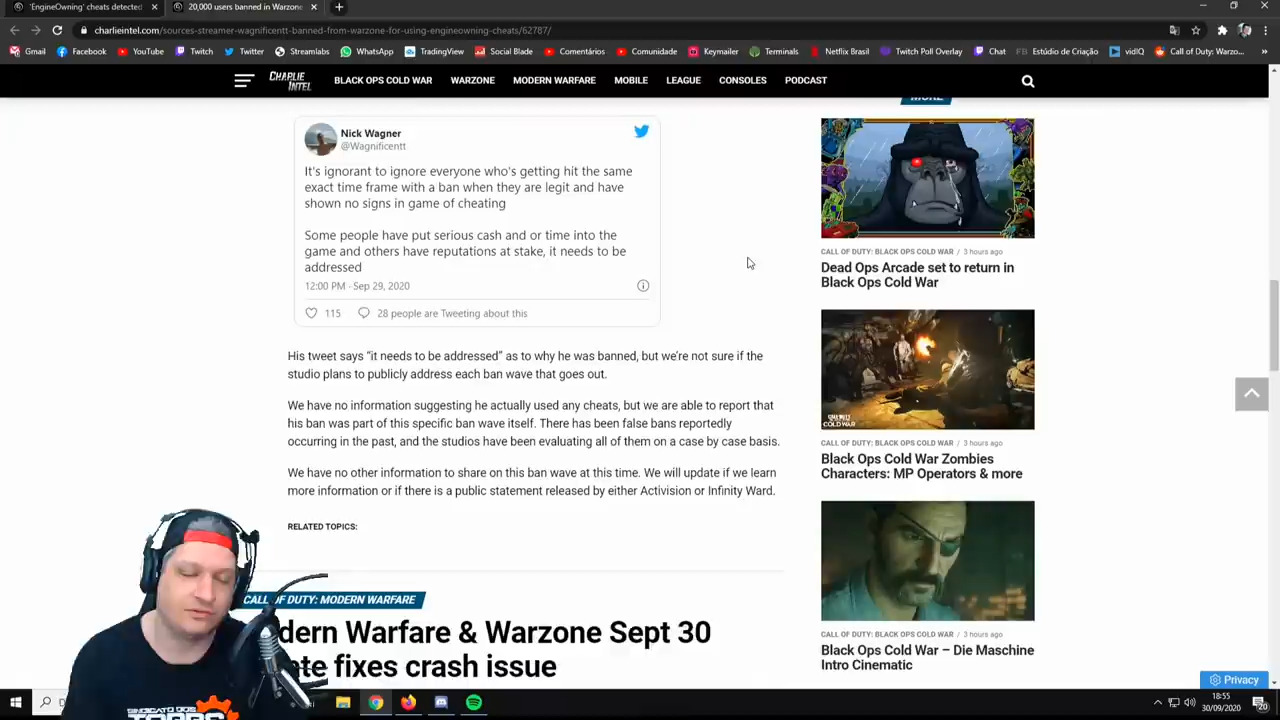 'EngineOwning' cheats detected
20,000 users banned in Warzone
charlieintel.com/sources-streamer-wagnificentt-banned-from-warzone-for-using-engineowning-cheats/62787/
Gmail Facebook YouTube Twitch Twitter Streamlabs WhatsApp TradingView Social Blade Comentários Comunidade Keymailer Terminals Netflix Brasil Twitch Poll Overlay Chat Estúdio de Criação vidIQ Call of Duty: Warzo...
CHARLIE
INTEL
BLACK OPS COLD WAR WARZONE MODERN WARFARE MOBILE LEAGUE CONSOLES PODCAST
MORE
Nick Wagner
@Wagnificentt
It's ignorant to ignore everyone who's getting hit the same
exact time frame with a ban when they are legit and have
shown no signs in game of cheating
Some people have put serious cash and or time into the
game and others have reputations at stake, it needs to be
addressed
12:00 PM · Sep 29, 2020
115 28 people are Tweeting about this
His tweet says “it needs to be addressed” as to why he was banned, but we’re not sure if the
studio plans to publicly address each ban wave that goes out.
We have no information suggesting he actually used any cheats, but we are able to report that
his ban was part of this specific ban wave itself. There has been false bans reportedly
occurring in the past, and the studios have been evaluating all of them on a case by case basis.
We have no other information to share on this ban wave at this time. We will update if we learn
more information or if there is a public statement released by either Activision or Infinity Ward.
RELATED TOPICS:
CALL OF DUTY: MODERN WARFARE
dern Warfare & Warzone Sept 30
ate fixes crash issue
CALL OF DUTY: BLACK OPS COLD WAR / 3 hours ago
Dead Ops Arcade set to return in
Black Ops Cold War
CALL OF DUTY: BLACK OPS COLD WAR / 3 hours ago
Black Ops Cold War Zombies
Characters: MP Operators & more
CALL OF DUTY: BLACK OPS COLD WAR / 3 hours ago
Black Ops Cold War – Die Maschine
Intro Cinematic
Privacy
SINDICATO DOS
TOPPS
18:55
30/09/2020
20